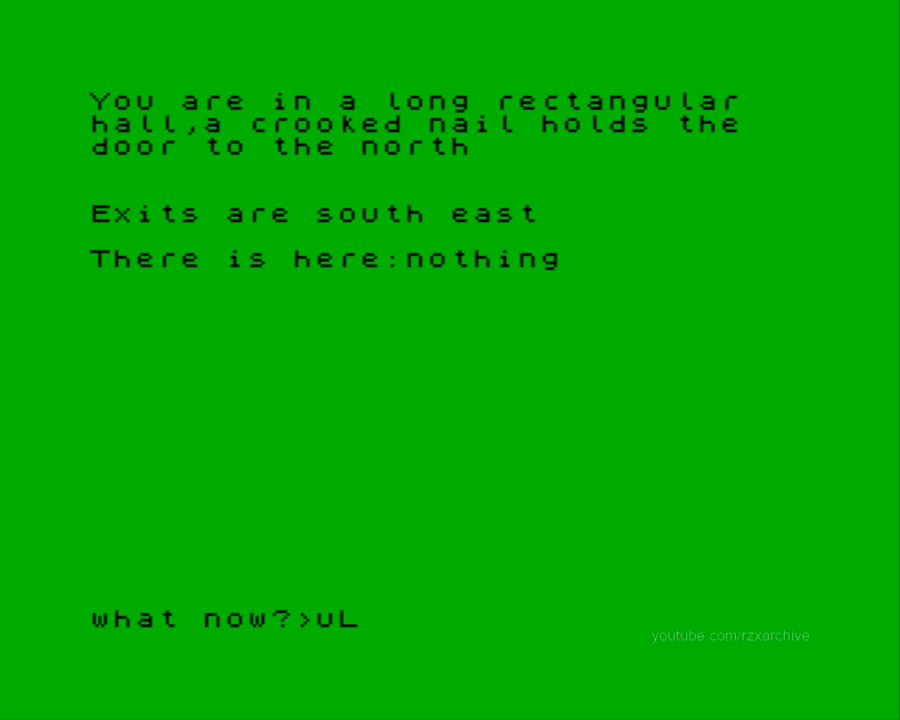 You are in a long rectangular
hall,a crooked nail holds the
door to the north
Exits are south east
There is here:nothing
what now?>uL
youtube.com/rzxarchive